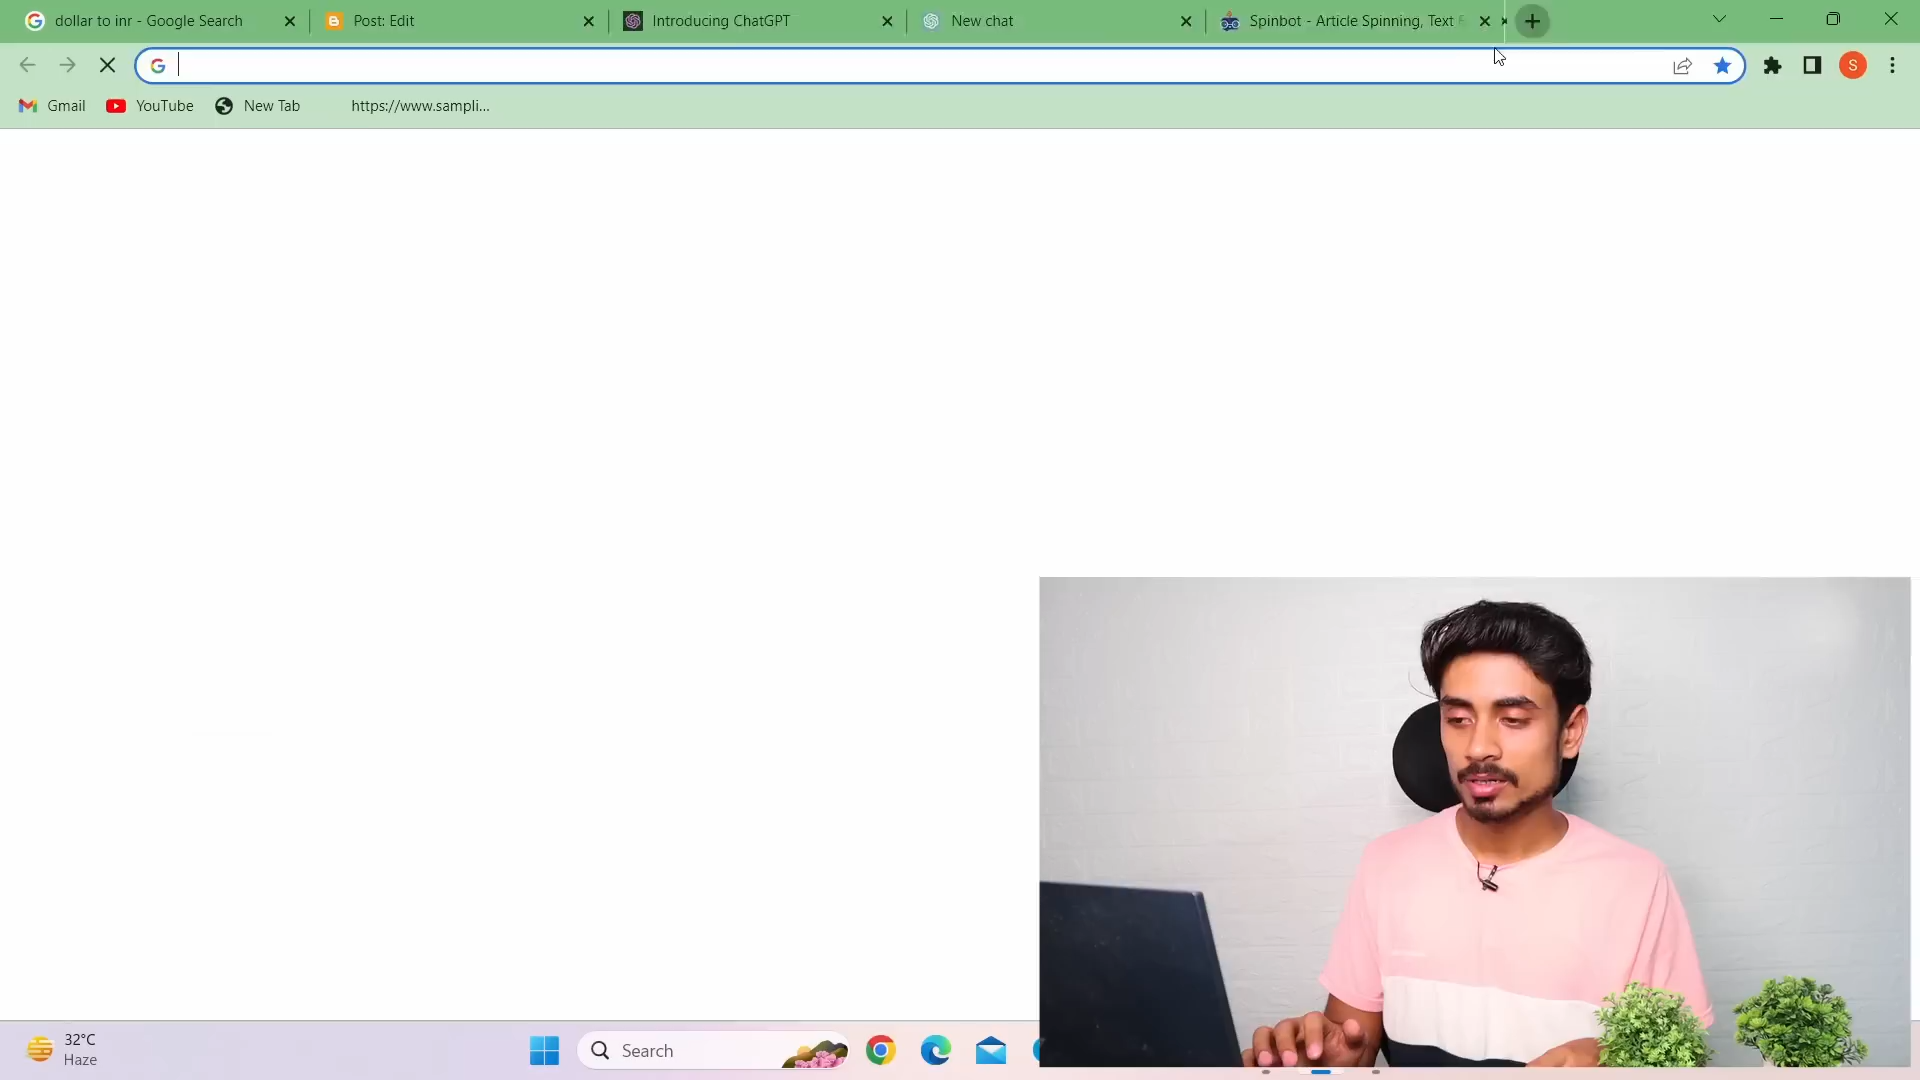 dollar to inr - Google Search
Post: Edit
Introducing ChatGPT
New chat
Spinbot - Article Spinning, Text
S
Gmail
YouTube
New Tab
https://www.sampli...
32°C
Haze
Search